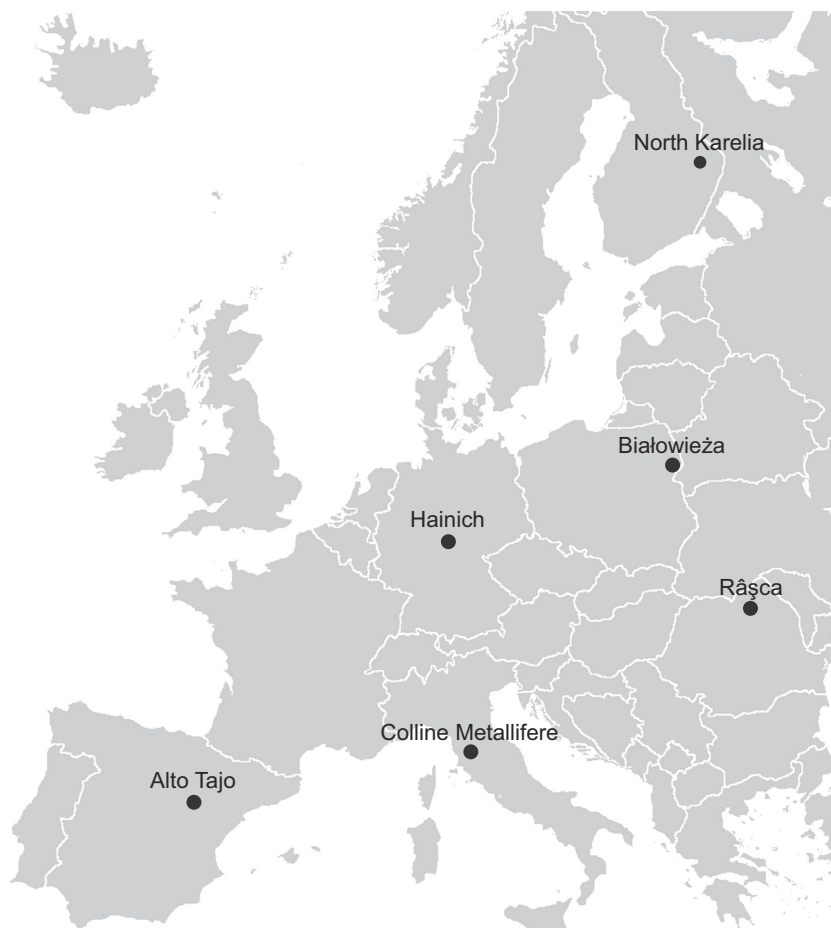 North Karelia
Białowieża
Hainich
Râşca
Colline Metallifere
Alto Tajo